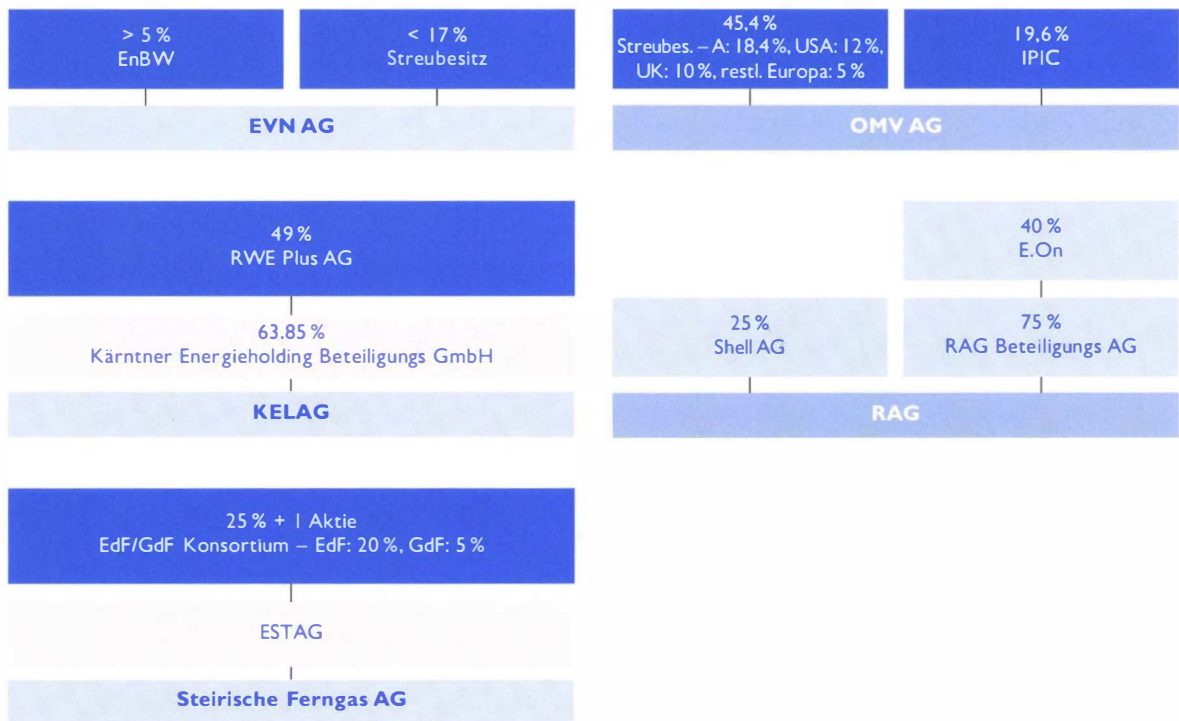 > 5 %
EnBW
< 17 %
Streubesitz
EVN AG
45,4 %
Streubes. – A: 18,4 %, USA: 12 %,
UK: 10 %, restl. Europa: 5 %
19,6 %
IPIC
OMV AG
49 %
RWE Plus AG
63.85 %
Kärntner Energieholding Beteiligungs GmbH
KELAG
40 %
E.On
25 %
Shell AG
75 %
RAG Beteiligungs AG
RAG
25 % + 1 Aktie
EdF/GdF Konsortium – EdF: 20 %, GdF: 5 %
ESTAG
Steirische Ferngas AG